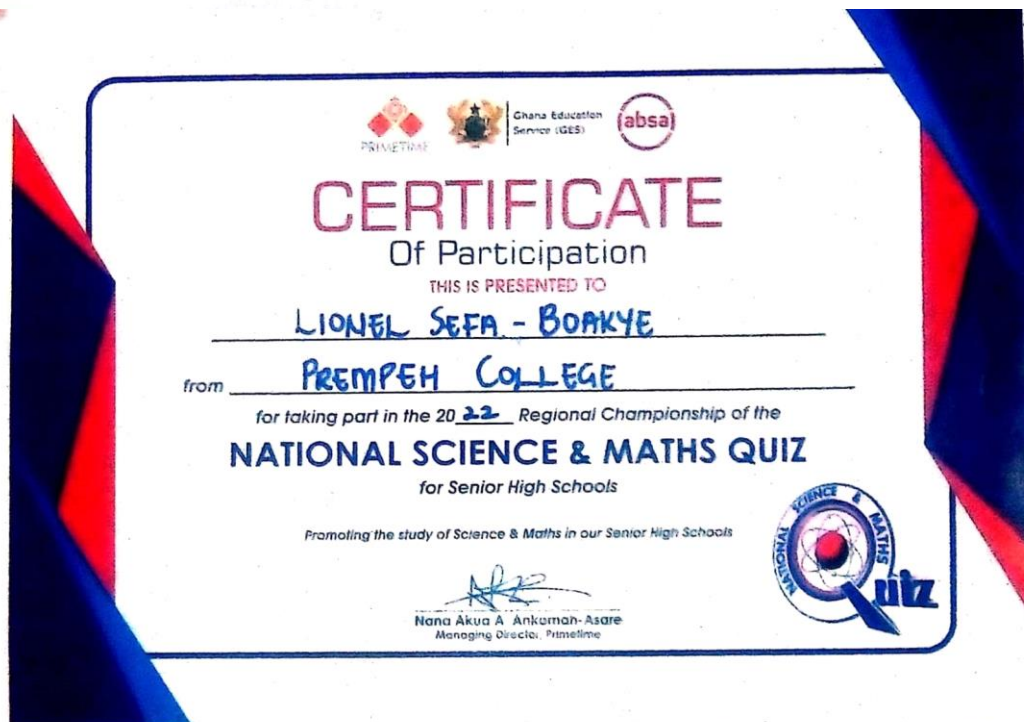 PRIMETIME
Ghana Education
Service (GES)
absa
CERTIFICATE
Of Participation
THIS IS PRESENTED TO
LIONEL SEFA - BOAKYE
from PREMPEH COLLEGE
for taking part in the 2022 Regional Championship of the
NATIONAL SCIENCE & MATHS QUIZ
for Senior High Schools
Promoting the study of Science & Maths in our Senior High Schools
NATIONAL SCIENCE & MATHS
Quiz
Nana Akua A Ankomah-Asare
Managing Director, Primetime